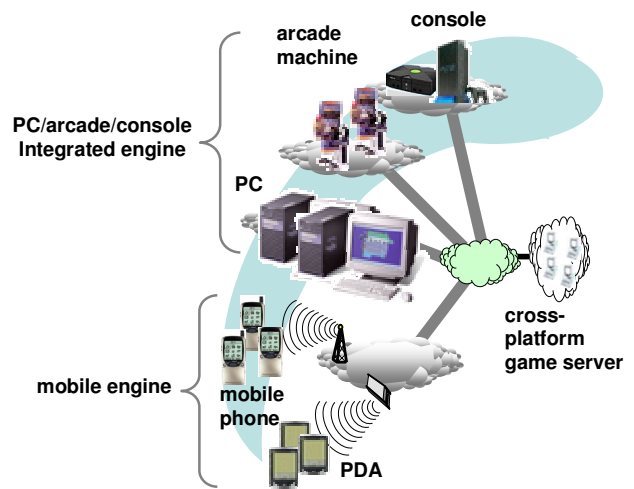 console
arcade
machine
PC/arcade/console
Integrated engine
PC
cross-
platform
game server
mobile engine
mobile
phone
PDA